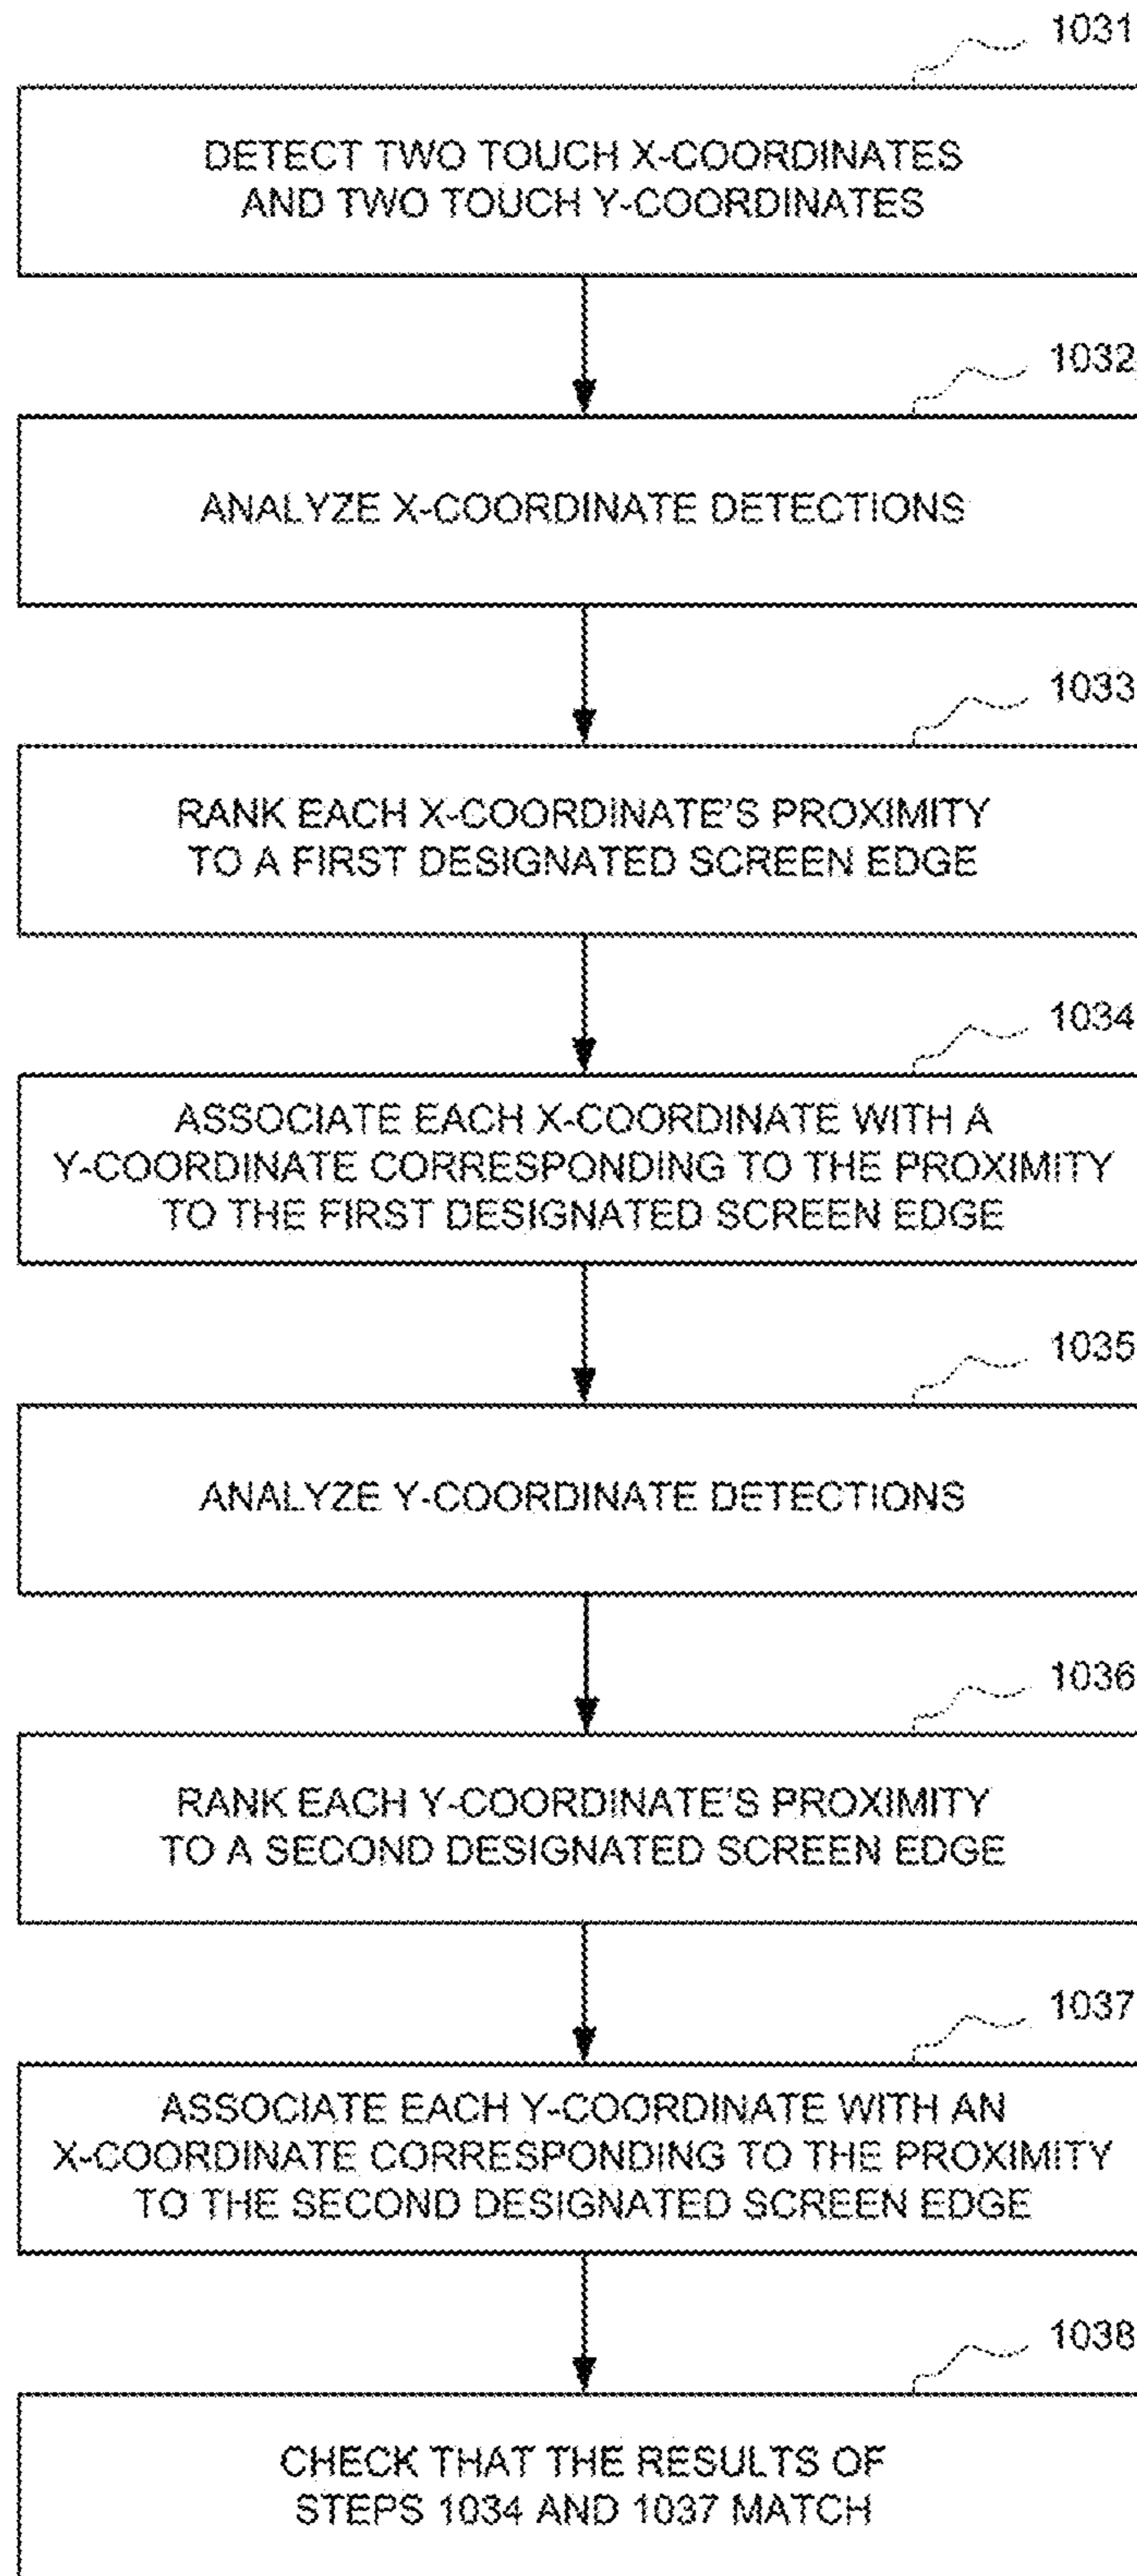 1031
DETECT TWO TOUCH X-COORDINATES
AND TWO TOUCH Y-COORDINATES
1032
ANALYZE X-COORDINATE DETECTIONS
1033
RANK EACH X-COORDINATE'S PROXIMITY
TO A FIRST DESIGNATED SCREEN EDGE
1034
ASSOCIATE EACH X-COORDINATE WITH A
Y-COORDINATE CORRESPONDING TO THE PROXIMITY
TO THE FIRST DESIGNATED SCREEN EDGE
1035
ANALYZE Y-COORDINATE DETECTIONS
1036
RANK EACH Y-COORDINATE'S PROXIMITY
TO A SECOND DESIGNATED SCREEN EDGE
1037
ASSOCIATE EACH Y-COORDINATE WITH AN
X-COORDINATE CORRESPONDING TO THE PROXIMITY
TO THE SECOND DESIGNATED SCREEN EDGE
1038
CHECK THAT THE RESULTS OF
STEPS 1034 AND 1037 MATCH